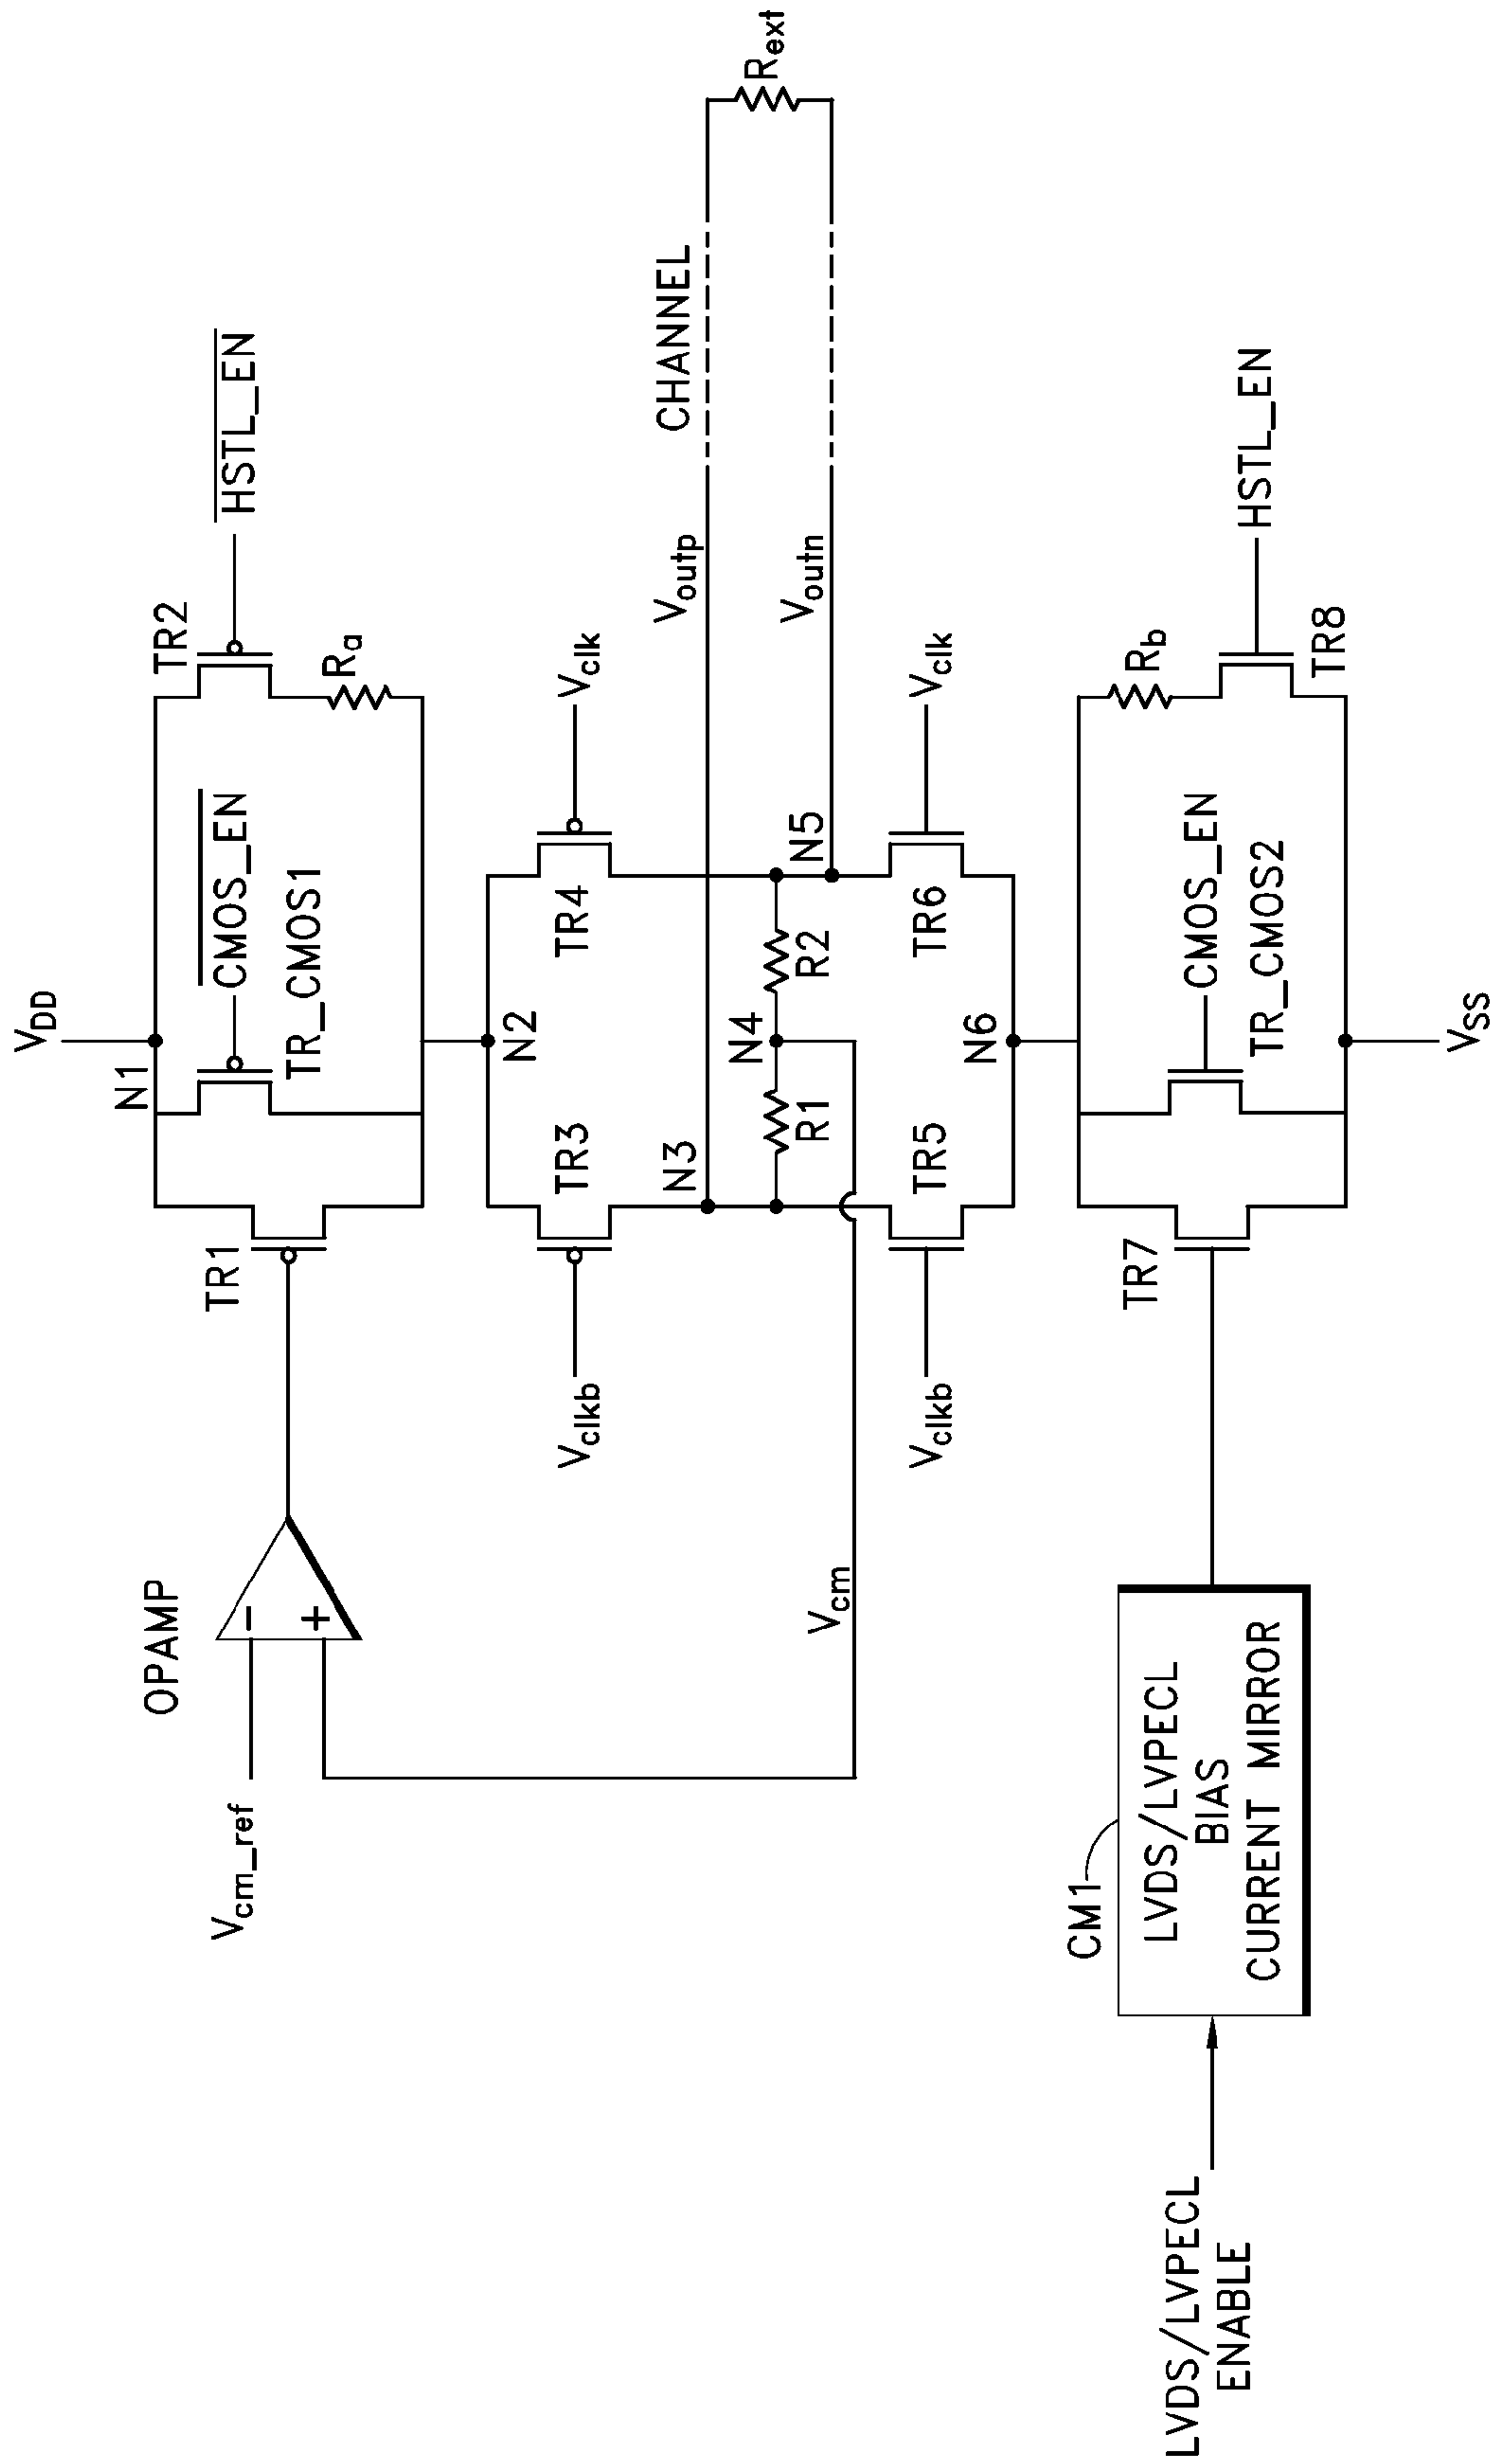 V_DD
N1
TR1
CMOS_EN
TR_CMOS1
TR2
HSTL_EN
R_a
OPAMP
−
+
V_cm_ref
N2
V_clkb
TR3
TR4
V_clk
N3
V_outp
CHANNEL
R_ext
R1
N4
R2
N5
V_outn
V_cm
V_clkb
TR5
TR6
V_clk
N6
CM1
LVDS/LVPECL
BIAS
CURRENT MIRROR
LVDS/LVPECL
ENABLE
TR7
CMOS_EN
TR_CMOS2
R_b
TR8
HSTL_EN
V_SS